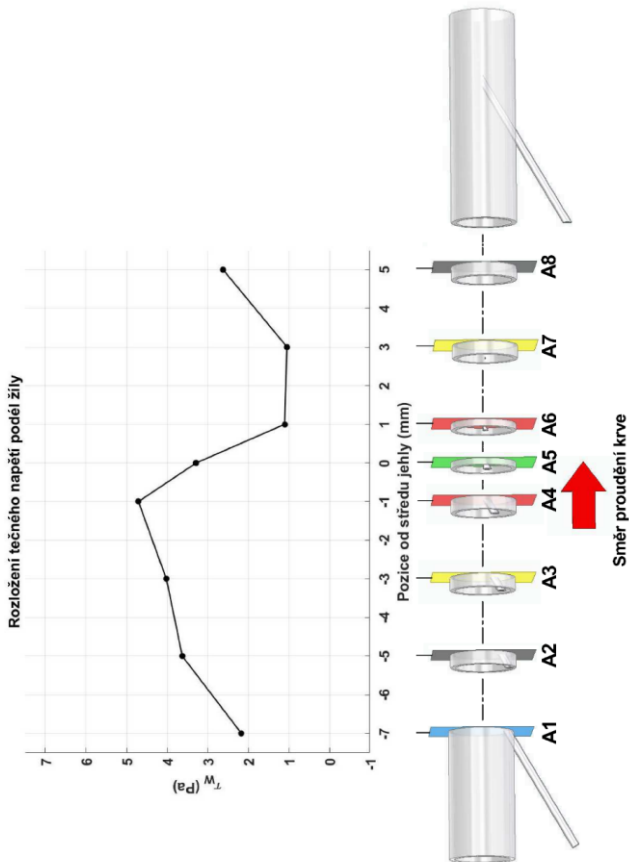 Rozložení tečného napětí podél žíly
τw (Pa)
7
6
5
4
3
2
1
0
-1
-7 -6 -5 -4 -3 -2 -1 0 1 2 3 4 5
Pozice od středu jehly (mm)
A1 A2 A3 A4 A5 A6 A7 A8
Směr proudění krve